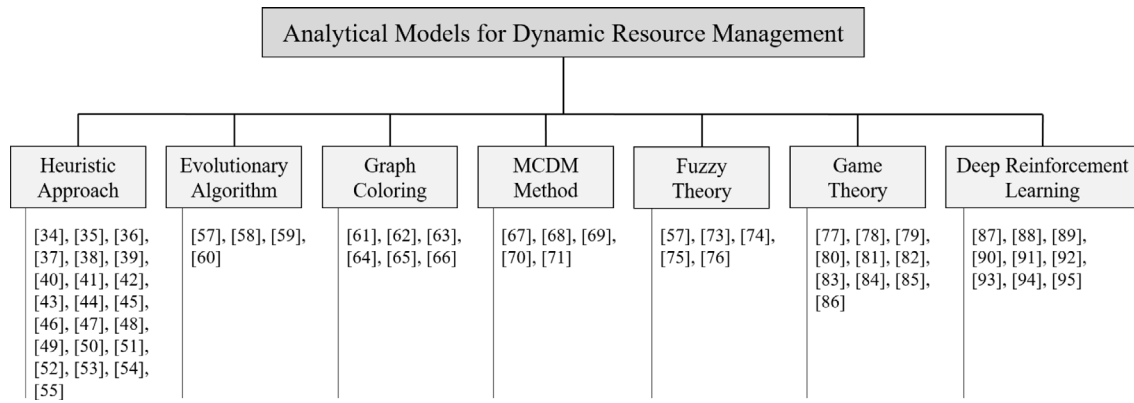 Analytical Models for Dynamic Resource Management
Heuristic
Approach
[34], [35], [36],
[37], [38], [39],
[40], [41], [42],
[43], [44], [45],
[46], [47], [48],
[49], [50], [51],
[52], [53], [54],
[55]
Evolutionary
Algorithm
[57], [58], [59],
[60]
Graph
Coloring
[61], [62], [63],
[64], [65], [66]
MCDM
Method
[67], [68], [69],
[70], [71]
Fuzzy
Theory
[57], [73], [74],
[75], [76]
Game
Theory
[77], [78], [79],
[80], [81], [82],
[83], [84], [85],
[86]
Deep Reinforcement
Learning
[87], [88], [89],
[90], [91], [92],
[93], [94], [95]